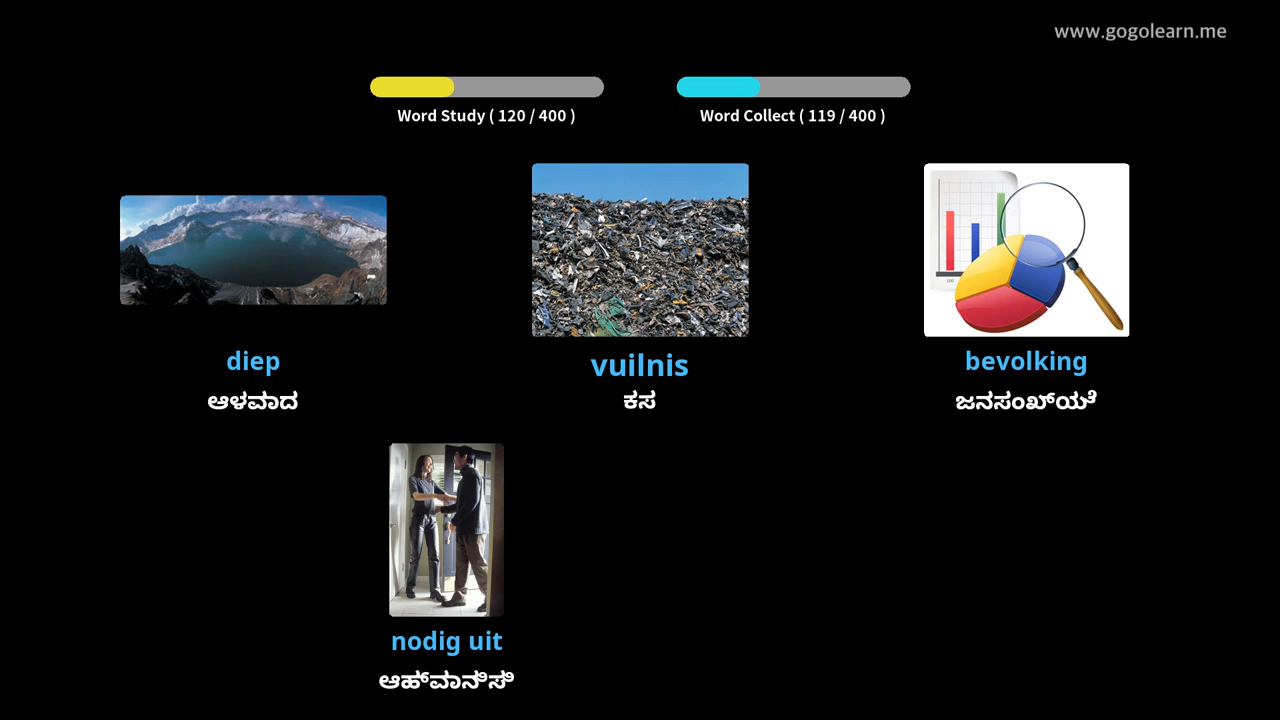 www.gogolearn.me
Word Study ( 120 / 400 )
Word Collect ( 119 / 400 )
diep
ಆಳವಾದ
vuilnis
ಕಸ
bevolking
ಜನಸಂಖ್ಯೆ
nodig uit
ಆಹ್ವಾನಿಸಿ